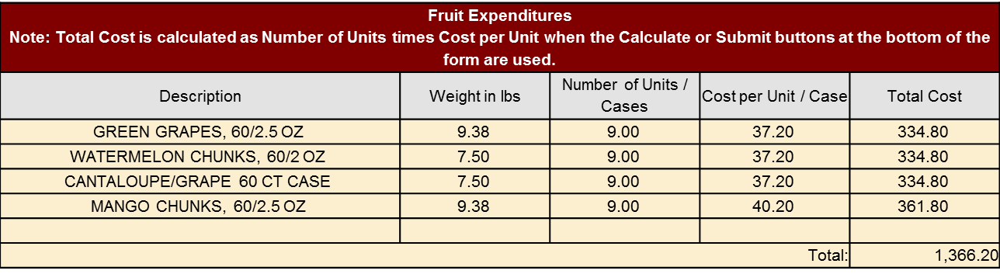 Fruit Expenditures
Note: Total Cost is calculated as Number of Units times Cost per Unit when the Calculate or Submit buttons at the bottom of the
form are used.
Description Weight in lbs Number of Units / Cases Cost per Unit / Case Total Cost
GREEN GRAPES, 60/2.5 OZ 9.38 9.00 37.20 334.80
WATERMELON CHUNKS, 60/2 OZ 7.50 9.00 37.20 334.80
CANTALOUPE/GRAPE 60 CT CASE 7.50 9.00 37.20 334.80
MANGO CHUNKS, 60/2.5 OZ 9.38 9.00 40.20 361.80
Total: 1,366.20